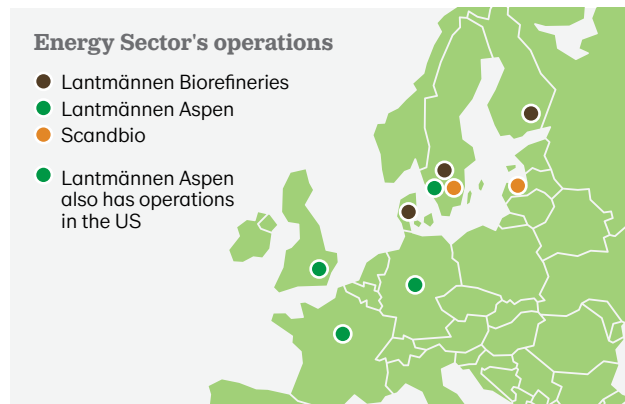 Energy Sector's operations
Lantmännen Biorefineries
Lantmännen Aspen
Scandbio
Lantmännen Aspen
also has operations
in the US